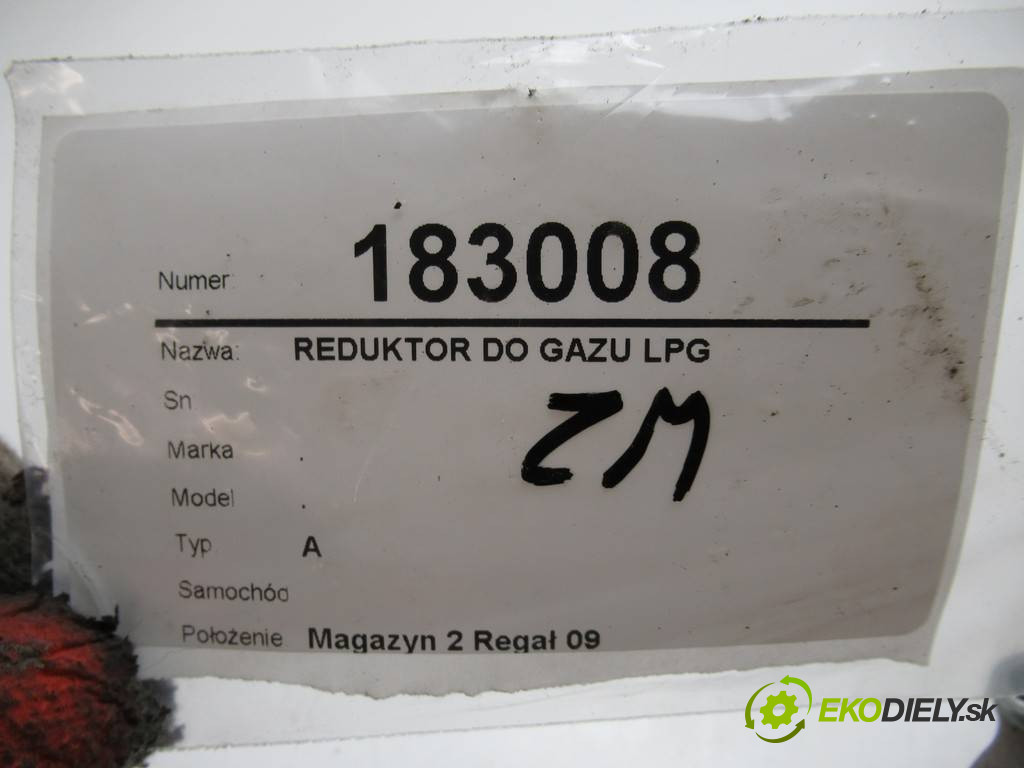 Numer 183008
Nazwa: REDUKTOR DO GAZU LPG
Sn
ZM
Marka .
Model .
Typ A
Samochód
Położenie Magazyn 2 Regał 09
EKODIELY.sk